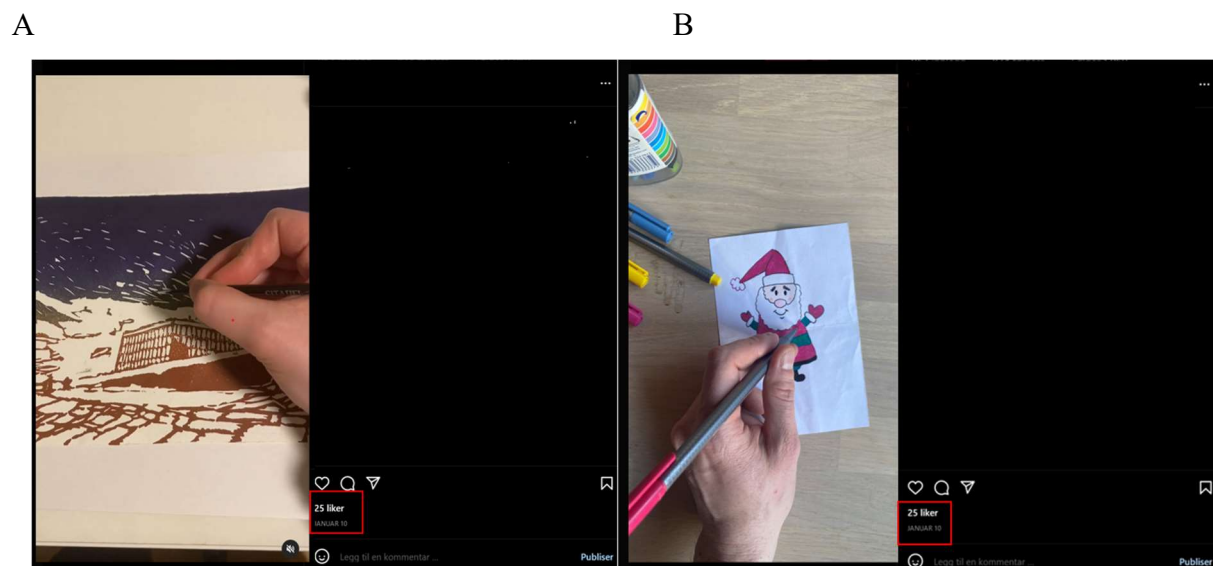 A
B
25 liker
JANUAR 10
Legg til en kommentar ...
Publiser
25 liker
JANUAR 10
Legg til en kommentar ...
Publiser